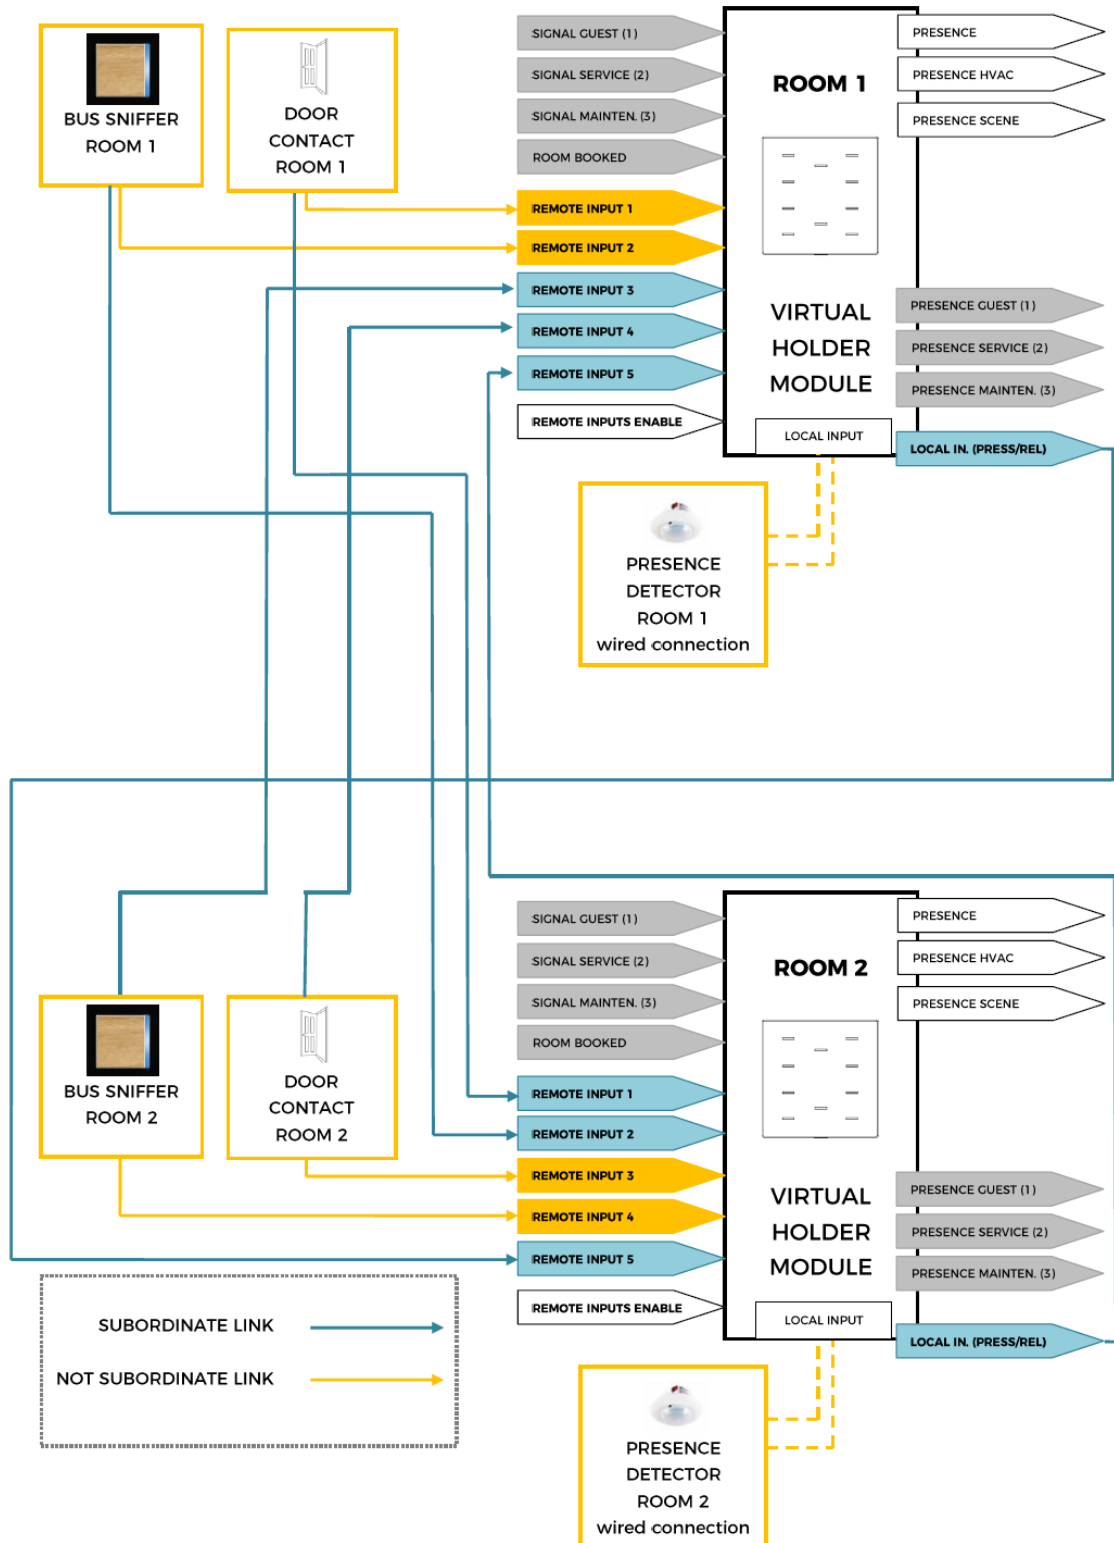 BUS SNIFFER
ROOM 1
DOOR
CONTACT
ROOM 1
SIGNAL GUEST (1)
SIGNAL SERVICE (2)
SIGNAL MAINTEN. (3)
ROOM BOOKED
REMOTE INPUT 1
REMOTE INPUT 2
REMOTE INPUT 3
REMOTE INPUT 4
REMOTE INPUT 5
REMOTE INPUTS ENABLE
ROOM 1
VIRTUAL
HOLDER
MODULE
LOCAL INPUT
PRESENCE
PRESENCE HVAC
PRESENCE SCENE
PRESENCE GUEST (1)
PRESENCE SERVICE (2)
PRESENCE MAINTEN. (3)
LOCAL IN. (PRESS/REL)
PRESENCE
DETECTOR
ROOM 1
wired connection
BUS SNIFFER
ROOM 2
DOOR
CONTACT
ROOM 2
SIGNAL GUEST (1)
SIGNAL SERVICE (2)
SIGNAL MAINTEN. (3)
ROOM BOOKED
REMOTE INPUT 1
REMOTE INPUT 2
REMOTE INPUT 3
REMOTE INPUT 4
REMOTE INPUT 5
REMOTE INPUTS ENABLE
ROOM 2
VIRTUAL
HOLDER
MODULE
LOCAL INPUT
PRESENCE
PRESENCE HVAC
PRESENCE SCENE
PRESENCE GUEST (1)
PRESENCE SERVICE (2)
PRESENCE MAINTEN. (3)
LOCAL IN. (PRESS/REL)
SUBORDINATE LINK
NOT SUBORDINATE LINK
PRESENCE
DETECTOR
ROOM 2
wired connection